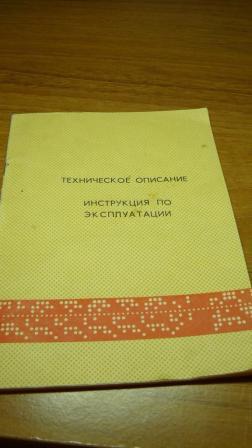 ТЕХНИЧЕСКОЕ ОПИСАНИЕ
ИНСТРУКЦИЯ ПО
ЭКСПЛУАТАЦИИ